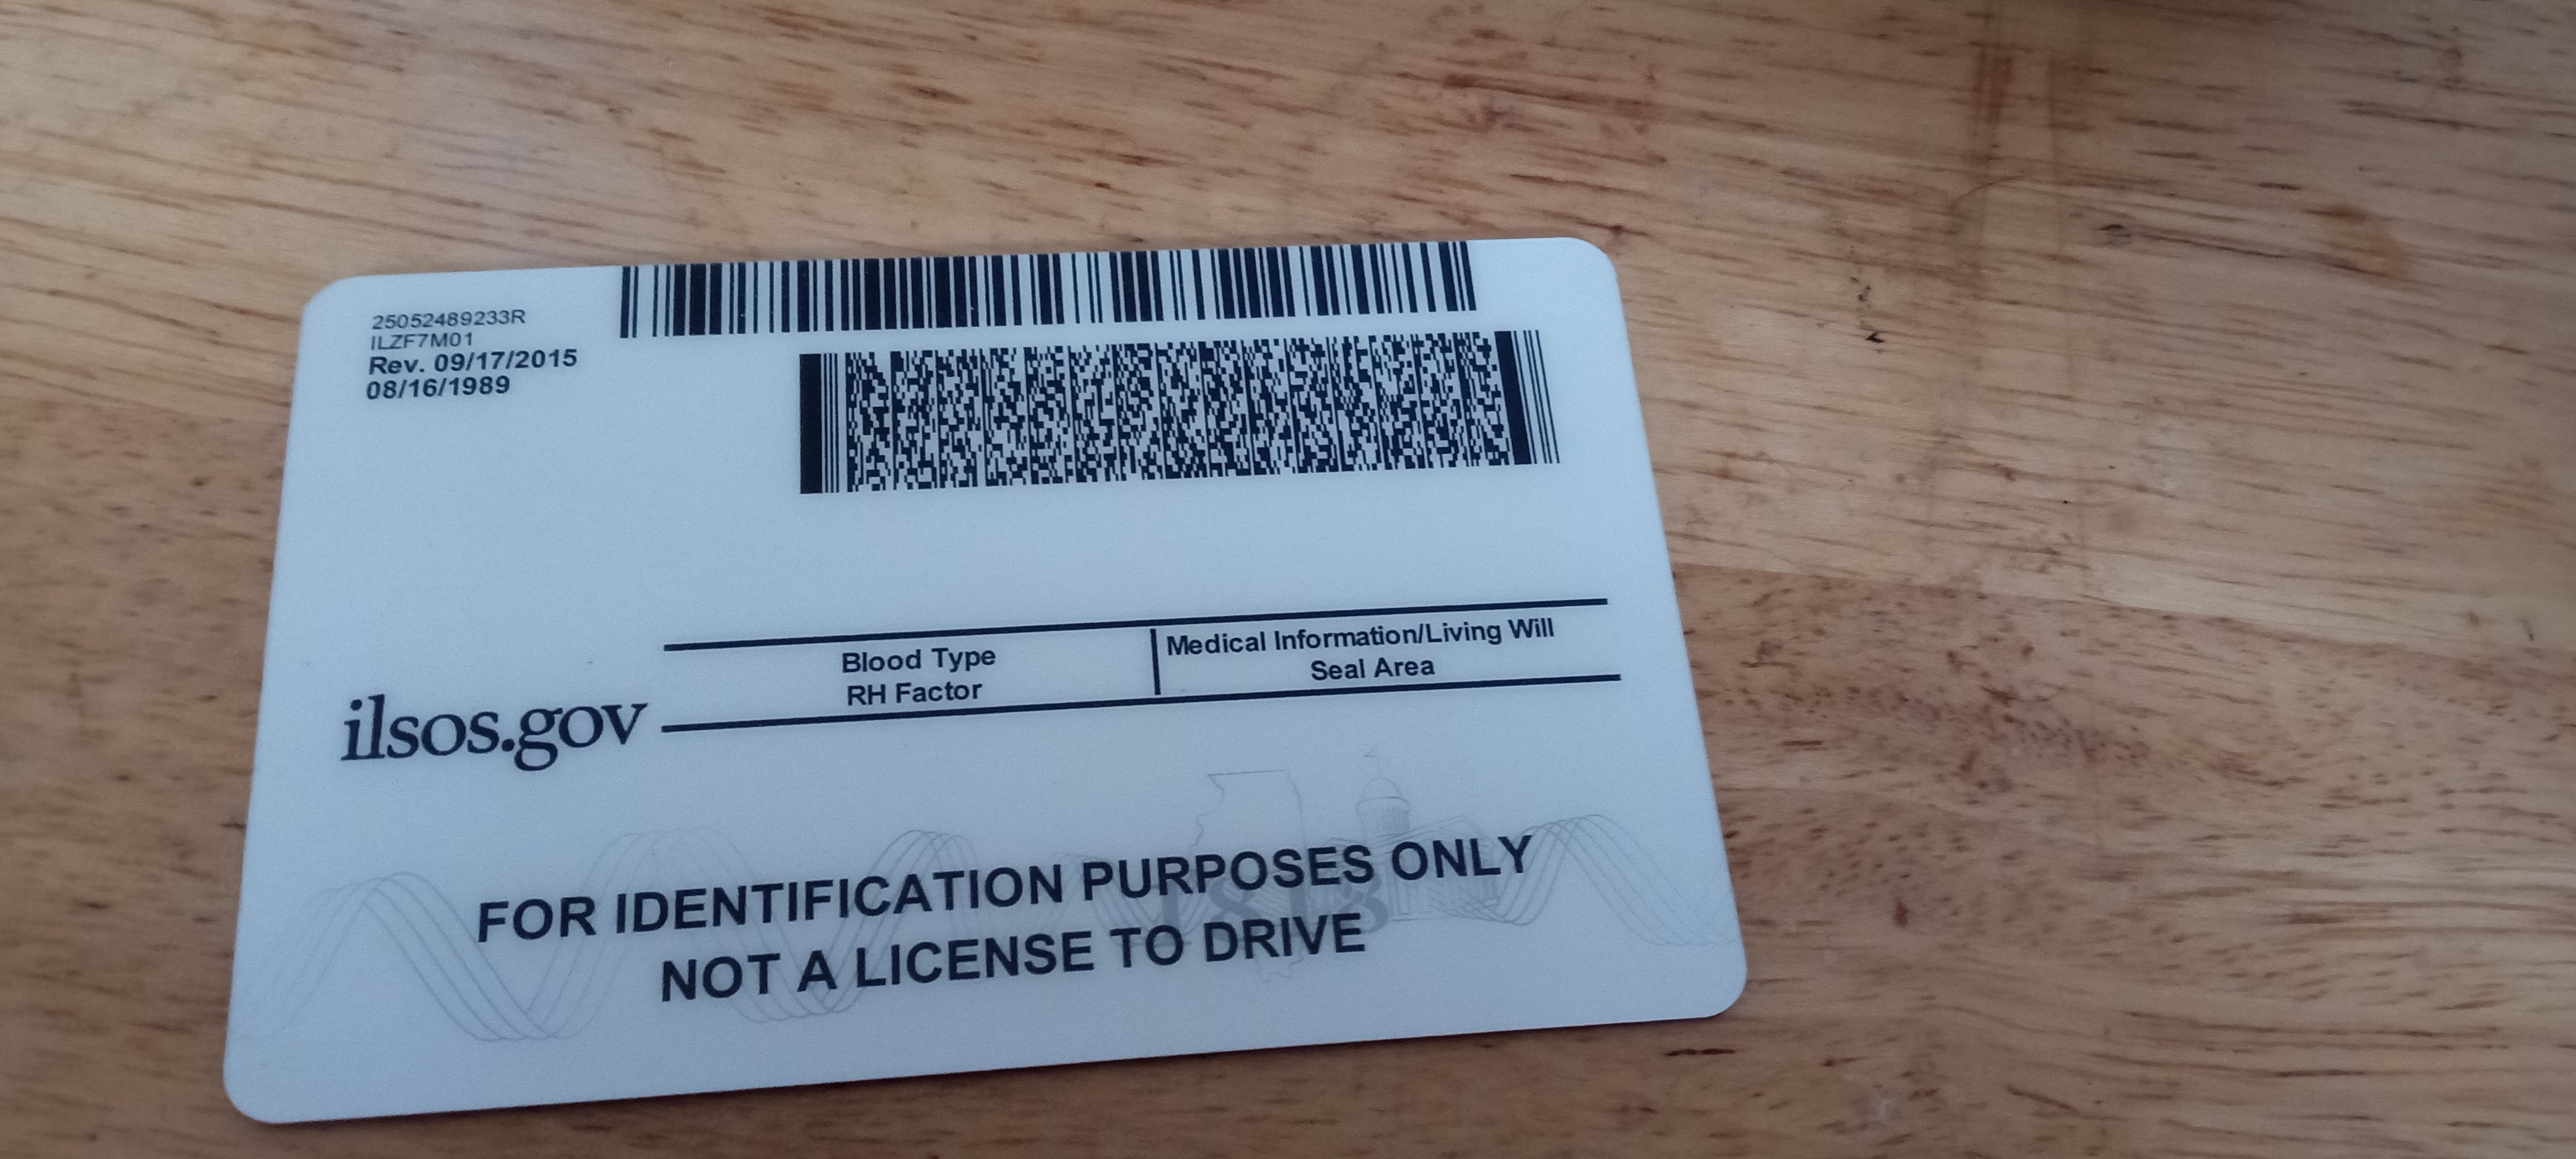 25052489233R
ILZF7M01
Rev. 09/17/2015
08/16/1989
Blood Type
RH Factor
Medical Information/Living Will
Seal Area
ilsos.gov
1818
FOR IDENTIFICATION PURPOSES ONLY
NOT A LICENSE TO DRIVE